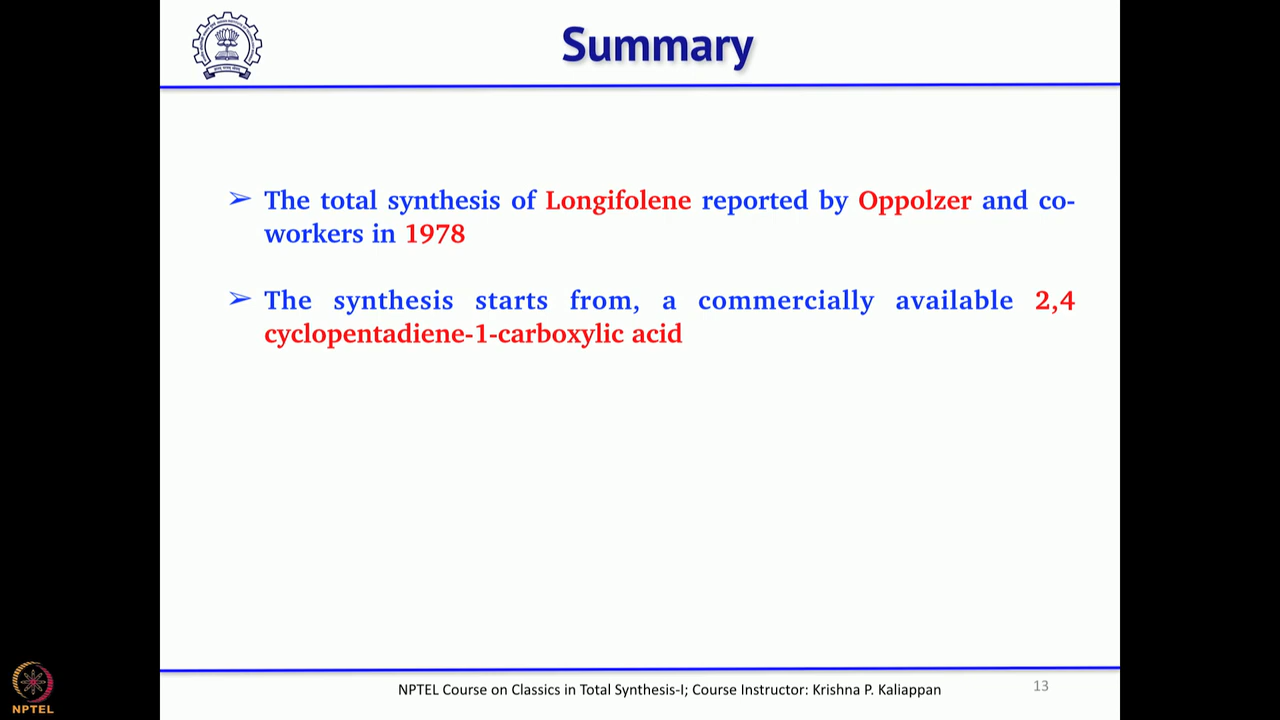 Summary
➢ The total synthesis of Longifolene reported by Oppolzer and co-
workers in 1978
➢ The synthesis starts from, a commercially available 2,4
cyclopentadiene-1-carboxylic acid
NPTEL Course on Classics in Total Synthesis-I; Course Instructor: Krishna P. Kaliappan
13
NPTEL